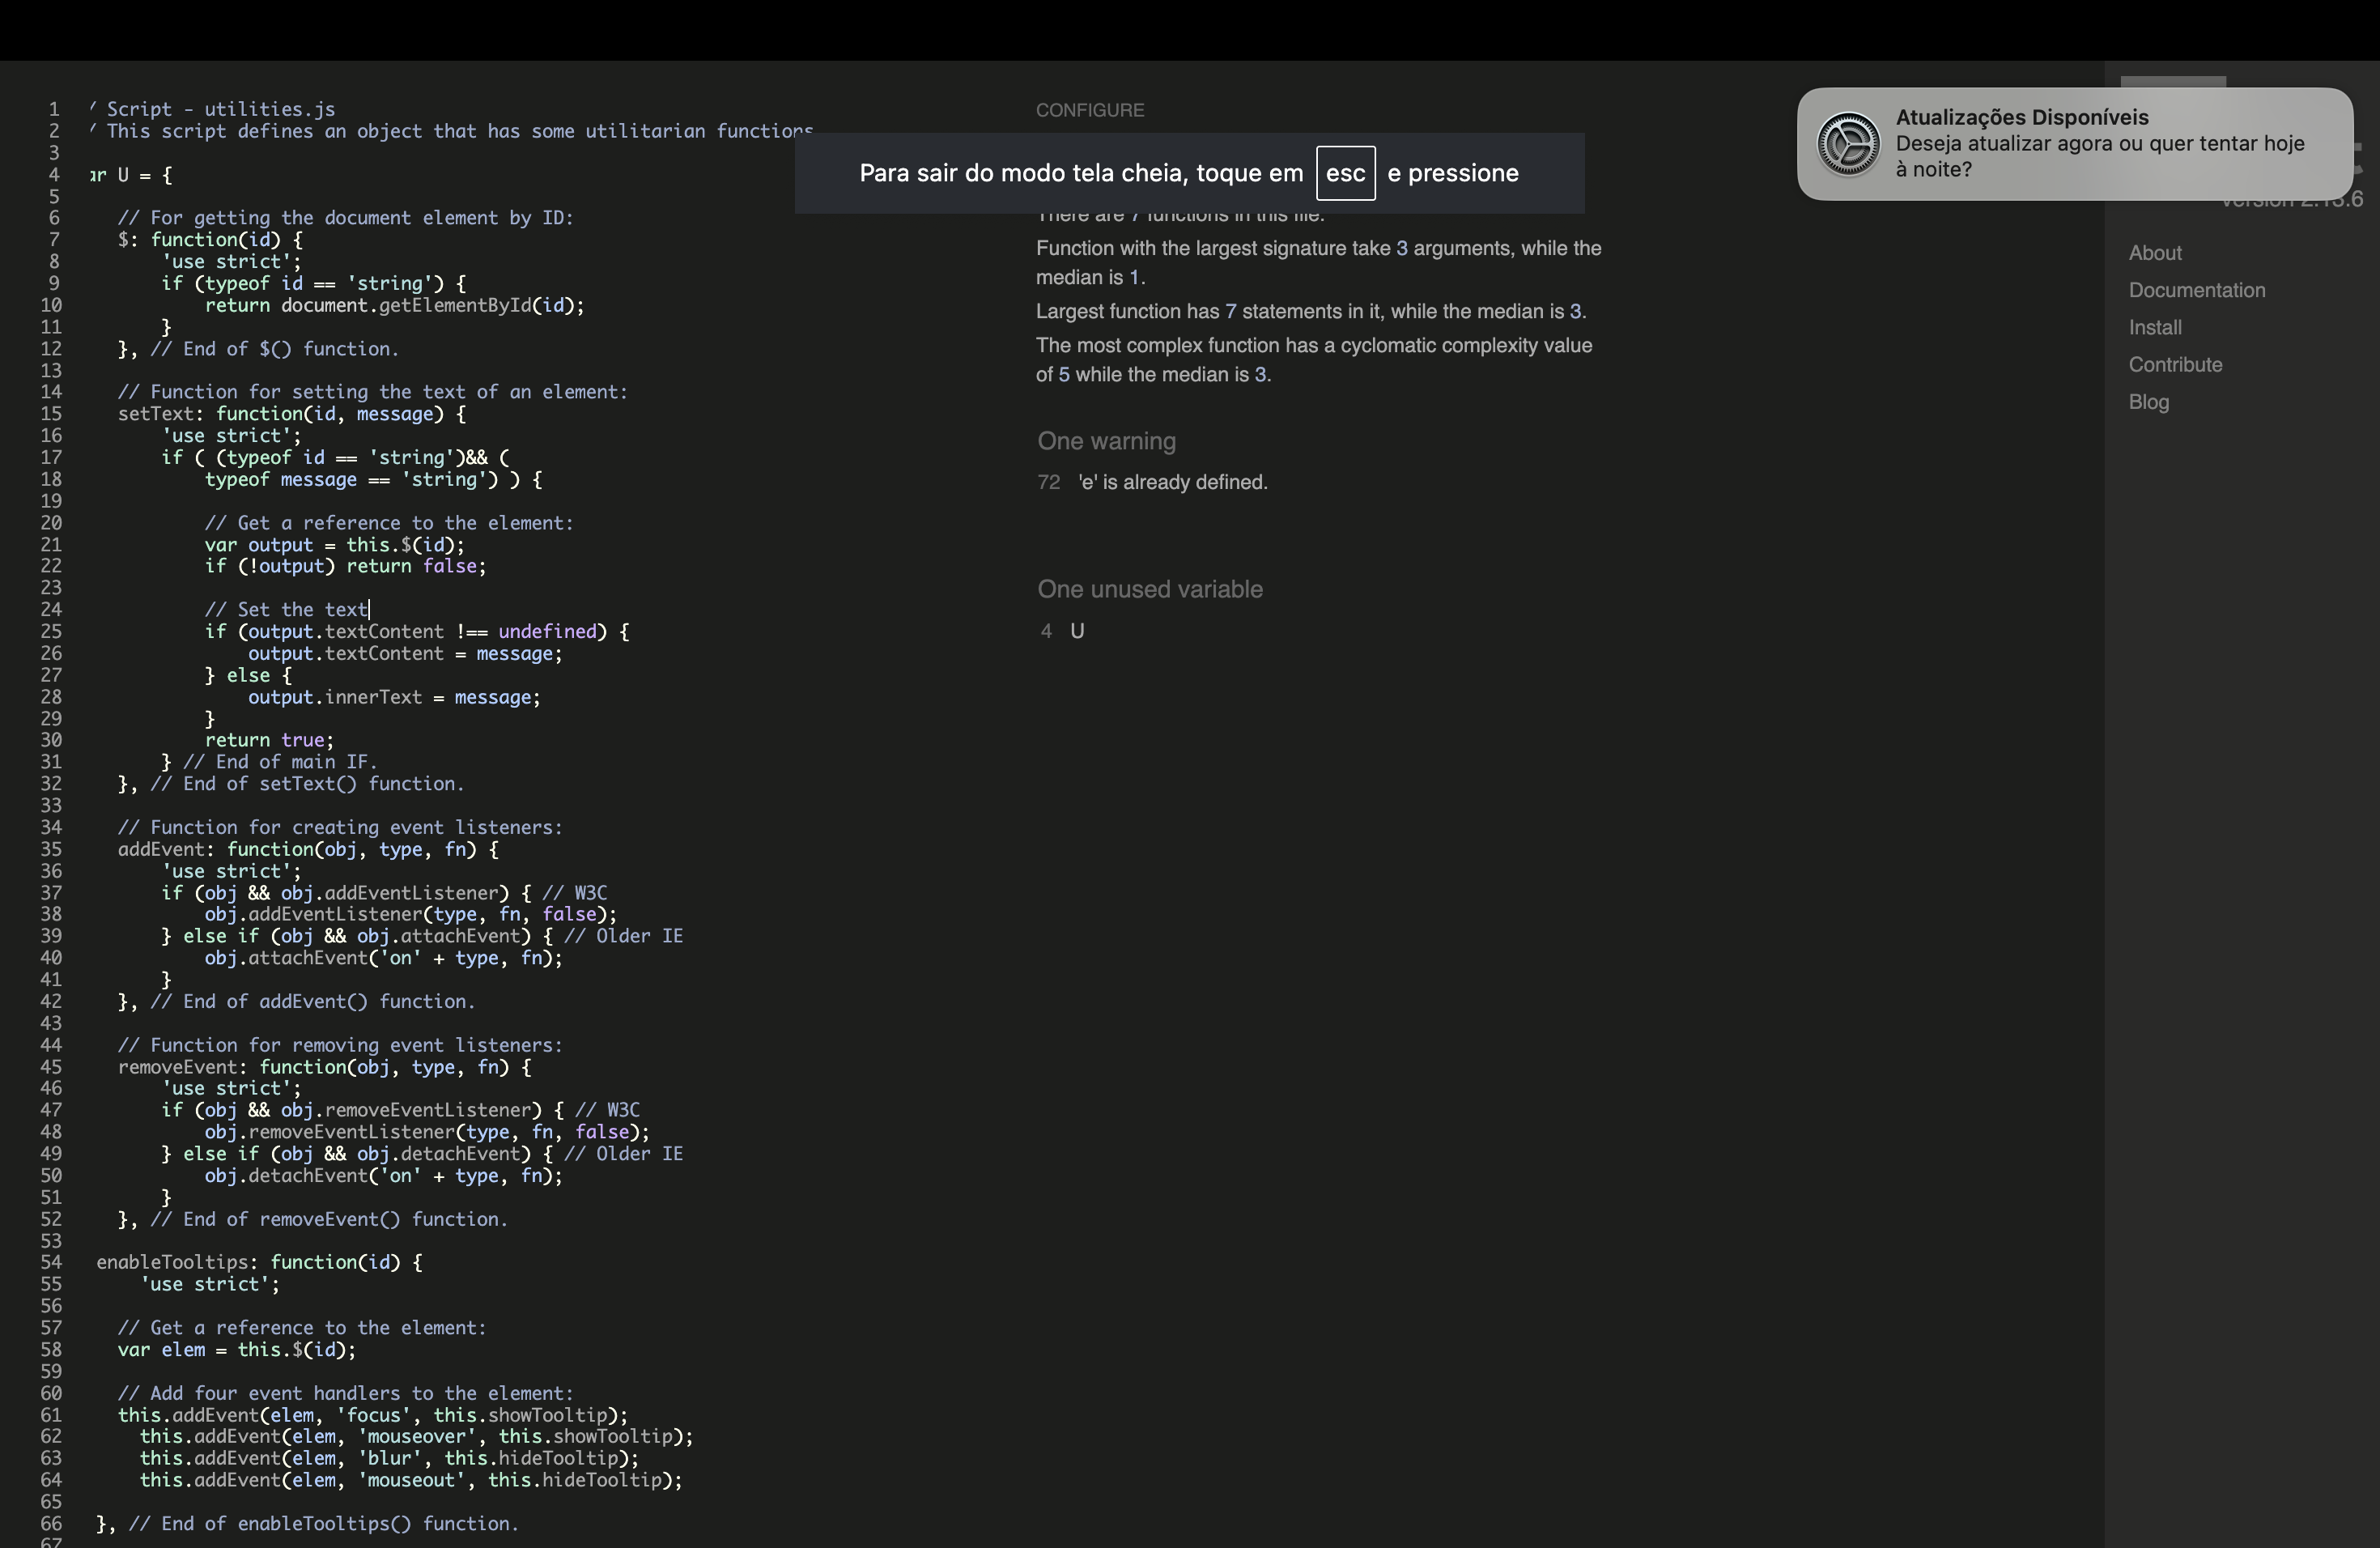 1 / Script - utilities.js
2 / This script defines an object that has some utilitarian functions
3
4 ar U = {
5
6 // For getting the document element by ID:
7 $: function(id) {
8 'use strict';
9 if (typeof id == 'string') {
10 return document.getElementById(id);
11 }
12 }, // End of $() function.
13
14 // Function for setting the text of an element:
15 setText: function(id, message) {
16 'use strict';
17 if ( (typeof id == 'string')&& (
18 typeof message == 'string') ) {
19
20 // Get a reference to the element:
21 var output = this.$(id);
22 if (!output) return false;
23
24 // Set the text
25 if (output.textContent !== undefined) {
26 output.textContent = message;
27 } else {
28 output.innerText = message;
29 }
30 return true;
31 } // End of main IF.
32 }, // End of setText() function.
33
34 // Function for creating event listeners:
35 addEvent: function(obj, type, fn) {
36 'use strict';
37 if (obj && obj.addEventListener) { // W3C
38 obj.addEventListener(type, fn, false);
39 } else if (obj && obj.attachEvent) { // Older IE
40 obj.attachEvent('on' + type, fn);
41 }
42 }, // End of addEvent() function.
43
44 // Function for removing event listeners:
45 removeEvent: function(obj, type, fn) {
46 'use strict';
47 if (obj && obj.removeEventListener) { // W3C
48 obj.removeEventListener(type, fn, false);
49 } else if (obj && obj.detachEvent) { // Older IE
50 obj.detachEvent('on' + type, fn);
51 }
52 }, // End of removeEvent() function.
53
54 enableTooltips: function(id) {
55 'use strict';
56
57 // Get a reference to the element:
58 var elem = this.$(id);
59
60 // Add four event handlers to the element:
61 this.addEvent(elem, 'focus', this.showTooltip);
62 this.addEvent(elem, 'mouseover', this.showTooltip);
63 this.addEvent(elem, 'blur', this.hideTooltip);
64 this.addEvent(elem, 'mouseout', this.hideTooltip);
65
66 }, // End of enableTooltips() function.
67
CONFIGURE
Para sair do modo tela cheia, toque em esc e pressione
There are 7 functions in this file.
Function with the largest signature take 3 arguments, while the
median is 1.
Largest function has 7 statements in it, while the median is 3.
The most complex function has a cyclomatic complexity value
of 5 while the median is 3.
One warning
72 'e' is already defined.
One unused variable
4 U
Atualizações Disponíveis
Deseja atualizar agora ou quer tentar hoje
à noite?
version 2.13.6
About
Documentation
Install
Contribute
Blog